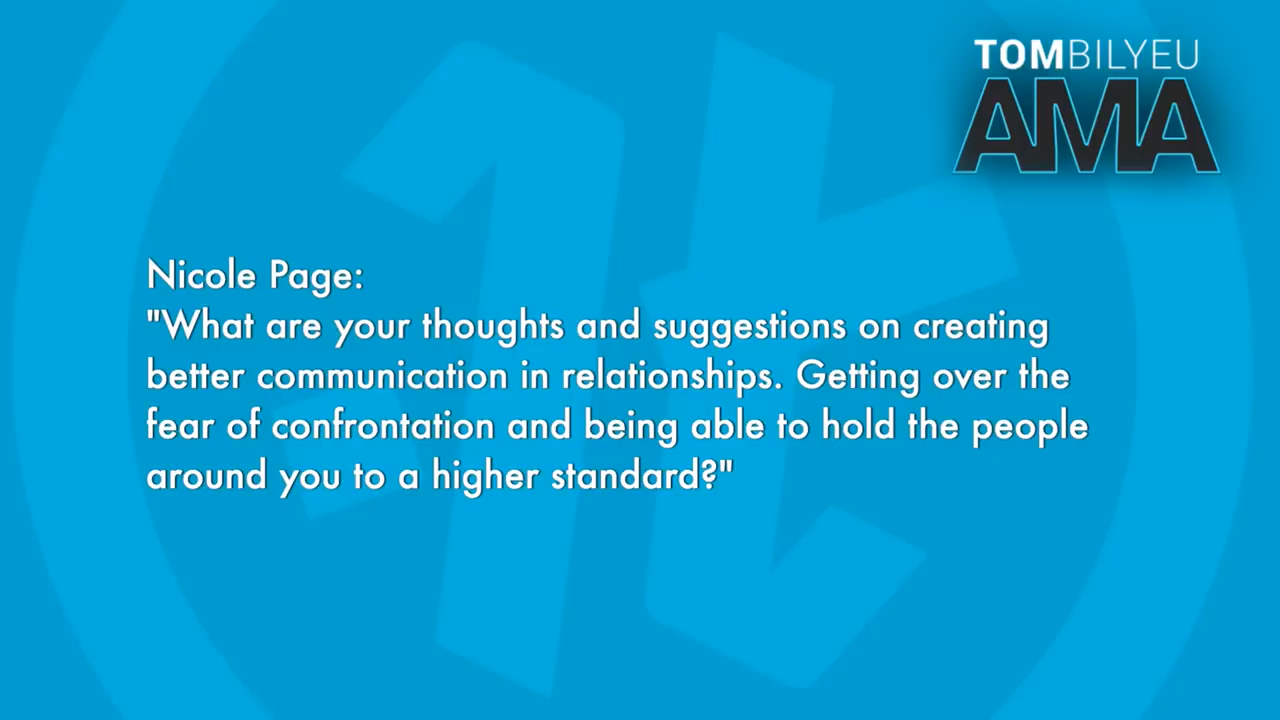 TOMBILYEU
AMA
Nicole Page:
"What are your thoughts and suggestions on creating
better communication in relationships. Getting over the
fear of confrontation and being able to hold the people
around you to a higher standard?"